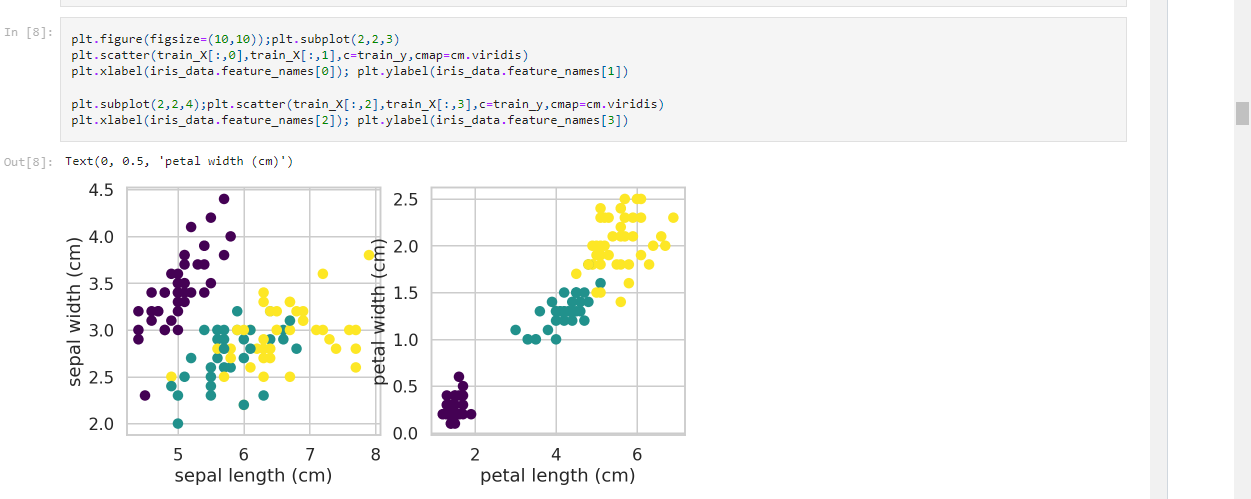 In [8]:
plt.figure(figsize=(10,10));plt.subplot(2,2,3)
plt.scatter(train_X[:,0],train_X[:,1],c=train_y,cmap=cm.viridis)
plt.xlabel(iris_data.feature_names[0]); plt.ylabel(iris_data.feature_names[1])
plt.subplot(2,2,4);plt.scatter(train_X[:,2],train_X[:,3],c=train_y,cmap=cm.viridis)
plt.xlabel(iris_data.feature_names[2]); plt.ylabel(iris_data.feature_names[3])
Out[8]: Text(0, 0.5, 'petal width (cm)')
sepal width (cm)
4.5
4.0
3.5
3.0
2.5
2.0
5 6 7 8
sepal length (cm)
petal width (cm)
2.5
2.0
1.5
1.0
0.5
0.0
2 4 6
petal length (cm)